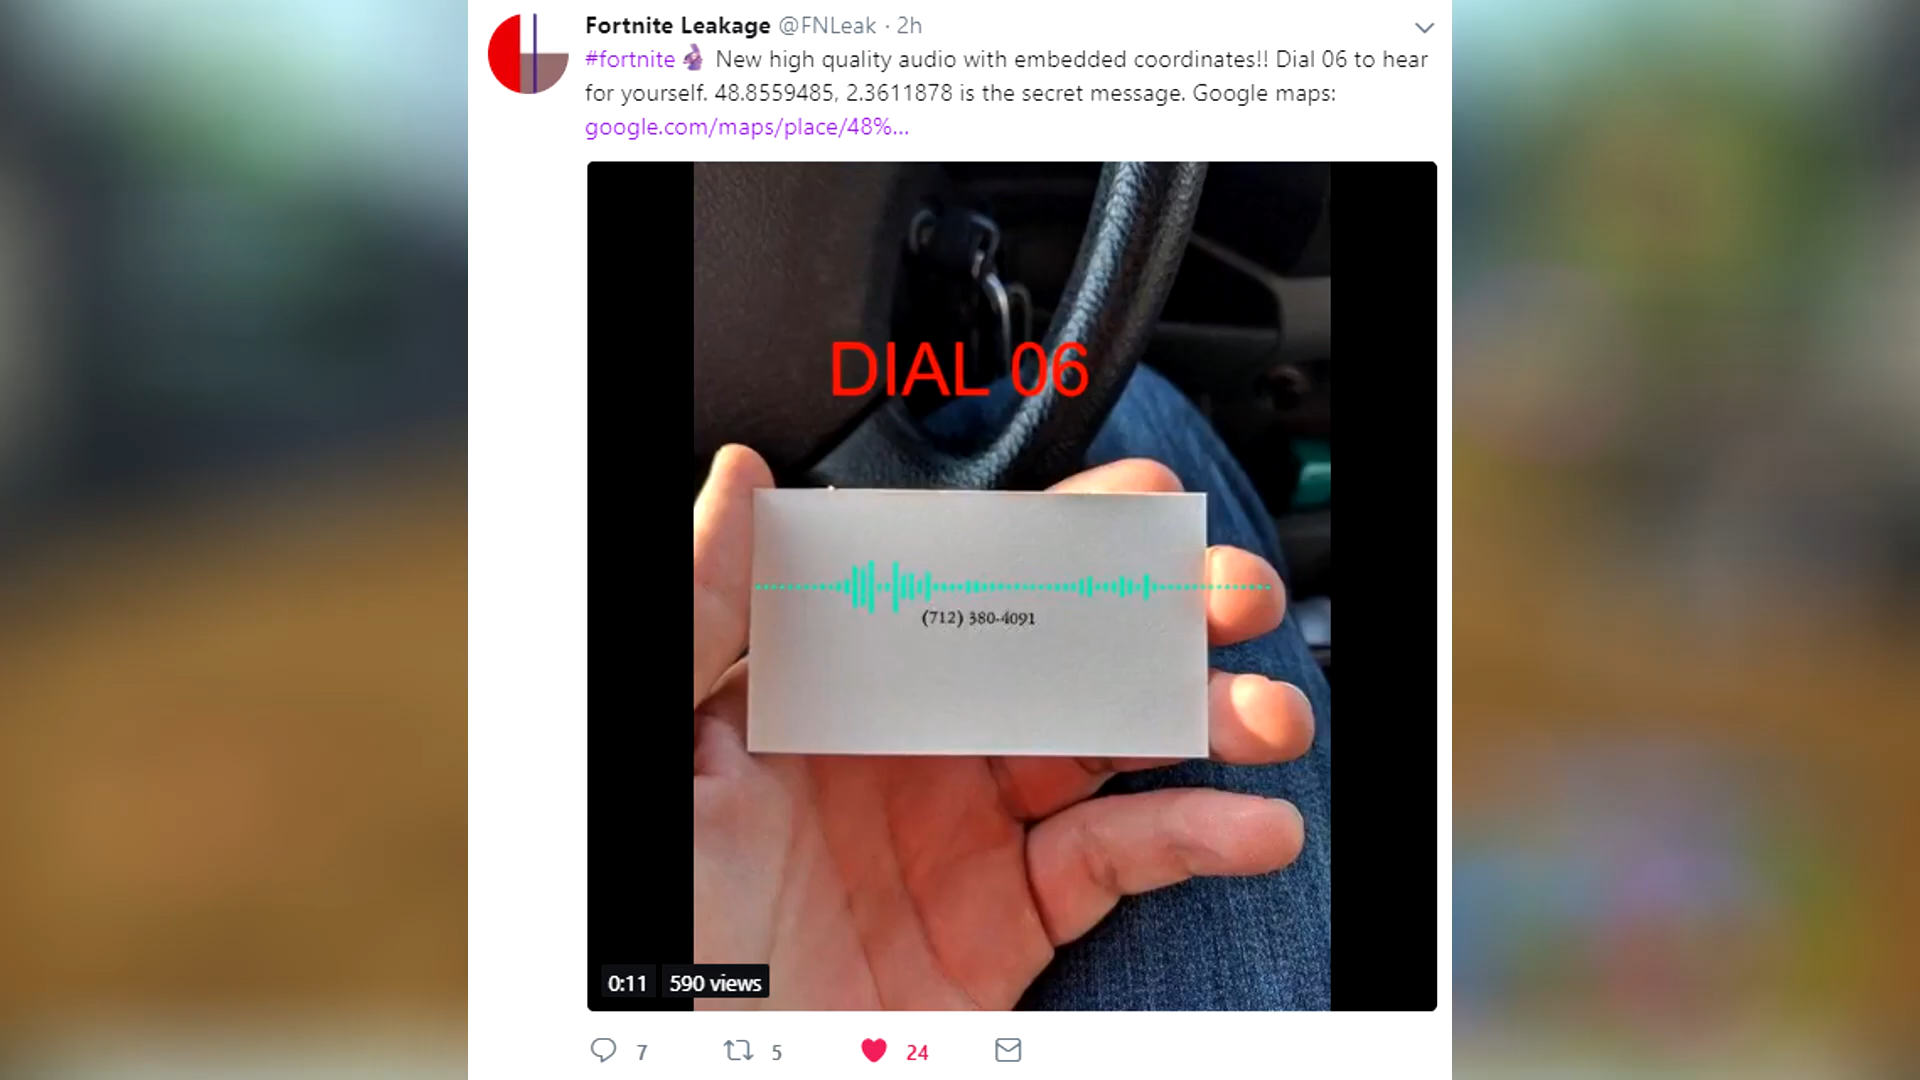 Fortnite Leakage @FNLeak · 2h
#fortnite New high quality audio with embedded coordinates!! Dial 06 to hear
for yourself. 48.8559485, 2.3611878 is the secret message. Google maps:
google.com/maps/place/48%...
DIAL 06
(712) 380-4091
0:11 590 views
7 5 24